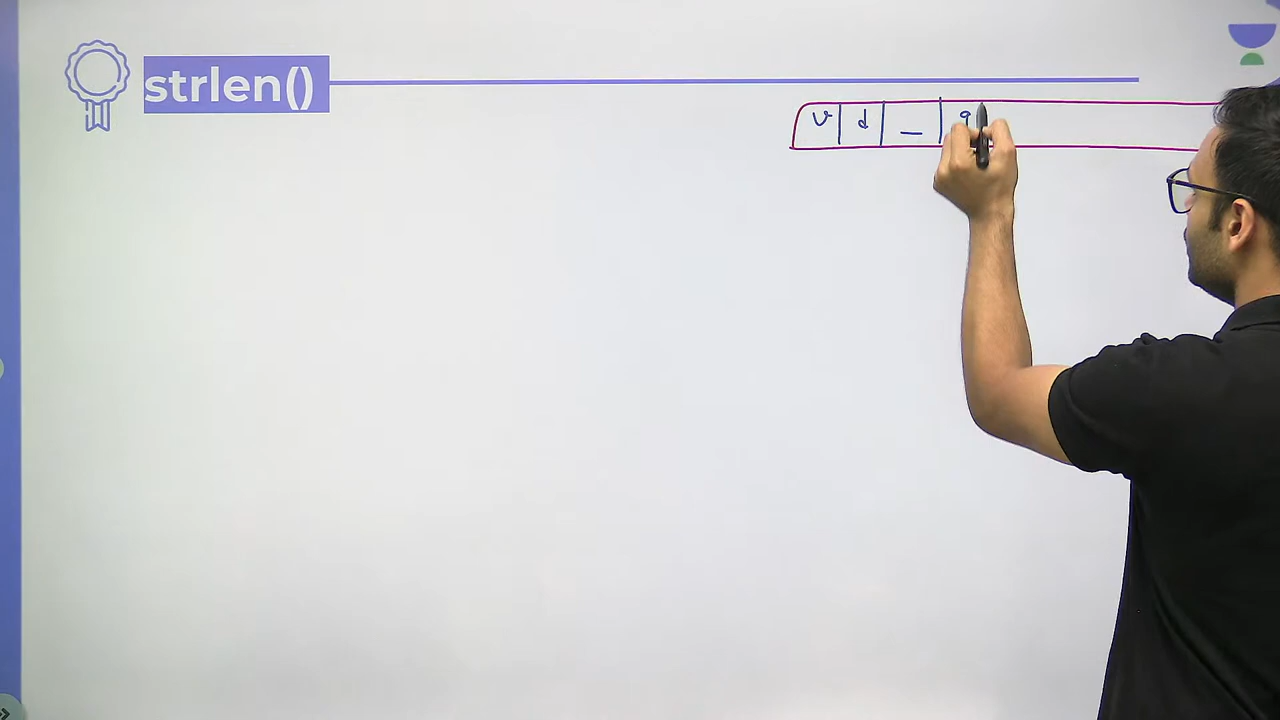 strlen()
v d _ g